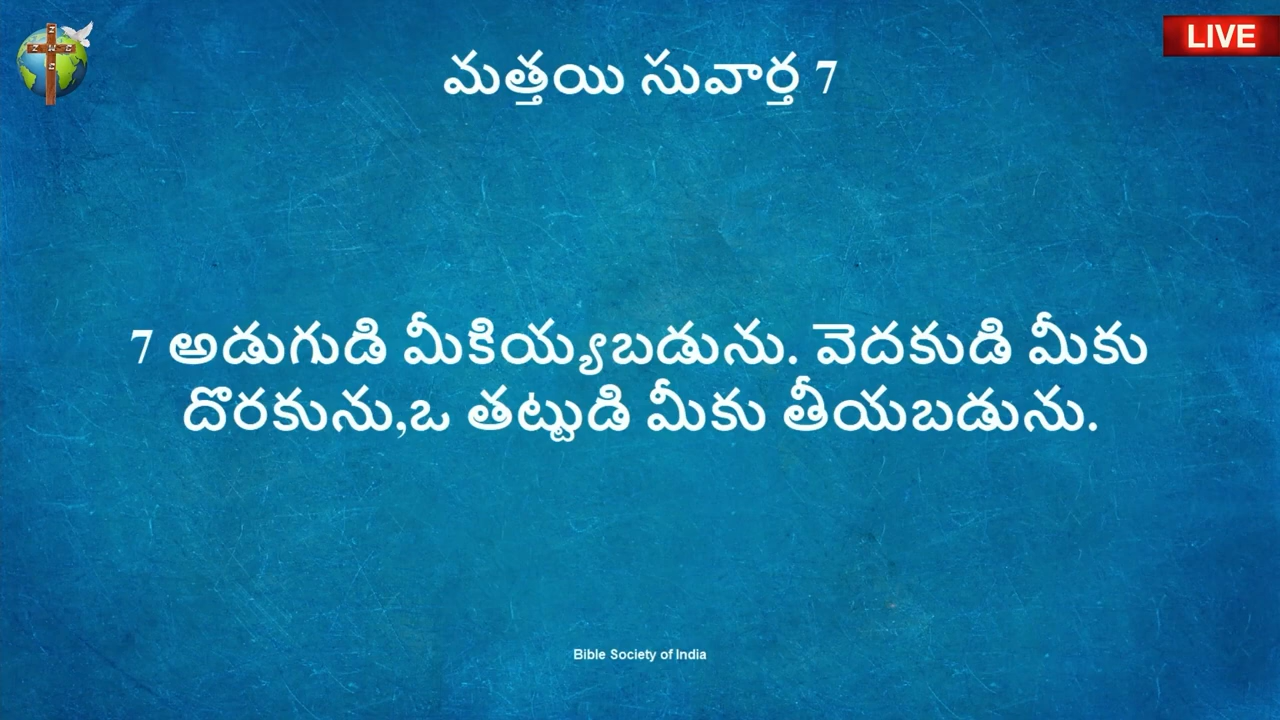 LIVE
మత్తయి సువార్త 7
7 అడుగుడి మీకియ్యబడును. వెదకుడి మీకు
దొరకును,ఒ తట్టుడి మీకు తీయబడును.
Bible Society of India